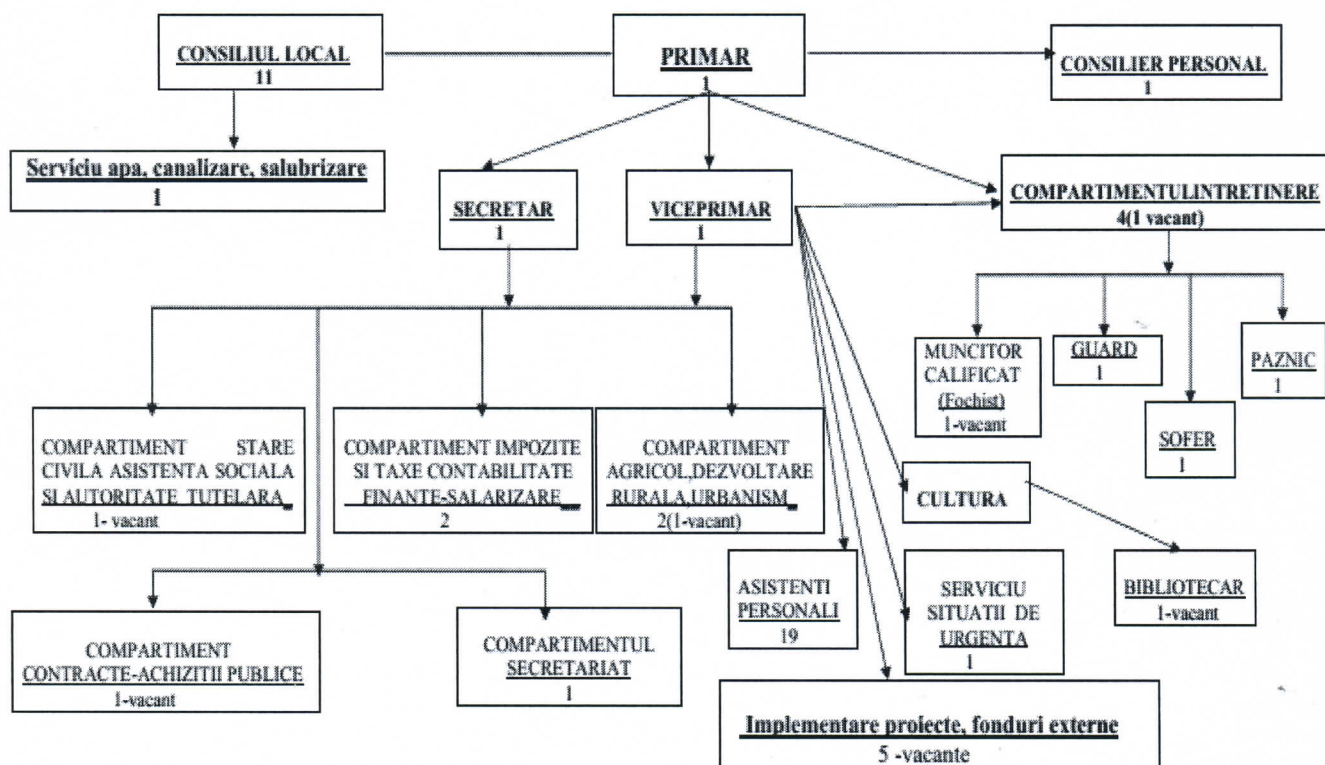 CONSILIUL LOCAL
11
PRIMAR
1
CONSILIER PERSONAL
1
Serviciu apa, canalizare, salubrizare
1
SECRETAR
1
VICEPRIMAR
1
COMPARTIMENTULINTRETINERE
4(1 vacant)
MUNCITOR
CALIFICAT
(Fochist)
1-vacant
GUARD
1
SOFER
1
PAZNIC
1
COMPARTIMENT STARE
CIVILA ASISTENTA SOCIALA
SI AUTORITATE TUTELARA
1- vacant
COMPARTIMENT IMPOZITE
SI TAXE CONTABILITATE
FINANTE-SALARIZARE
2
COMPARTIMENT
AGRICOL,DEZVOLTARE
RURALA,URBANISM
2(1-vacant)
CULTURA
ASISTENTI
PERSONALI
19
SERVICIU
SITUATII DE
URGENTA
1
BIBLIOTECAR
1-vacant
COMPARTIMENT
CONTRACTE-ACHIZITII PUBLICE
1-vacant
COMPARTIMENTUL
SECRETARIAT
1
Implementare proiecte, fonduri externe
5 -vacante